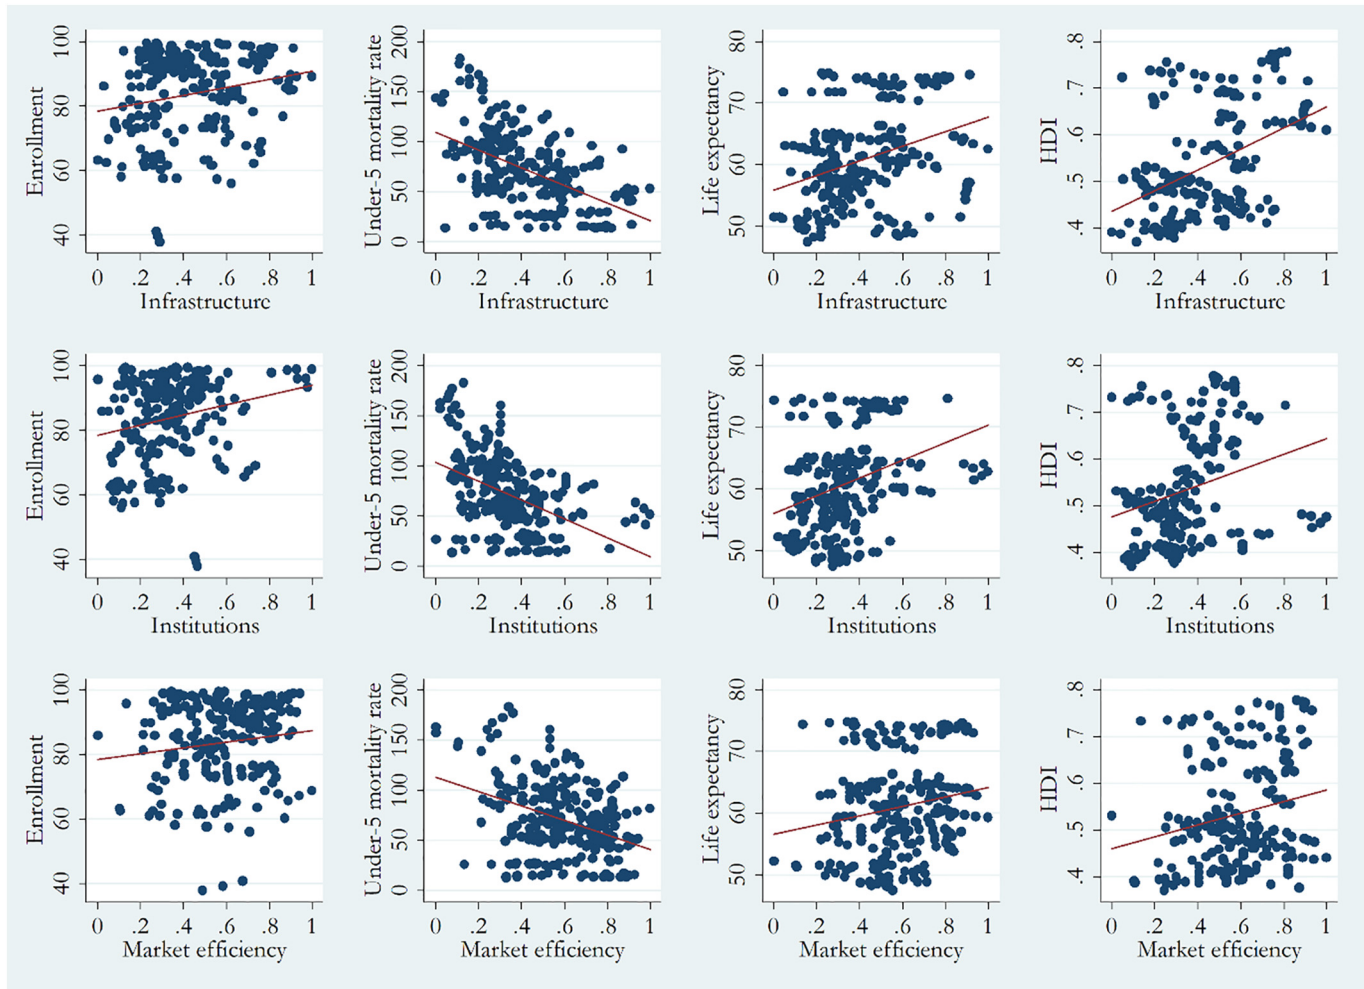 Enrollment
100
80
60
40
0 .2 .4 .6 .8 1
Infrastructure
Under-5 mortality rate
200
150
100
50
0
0 .2 .4 .6 .8 1
Infrastructure
Life expectancy
80
70
60
50
0 .2 .4 .6 .8 1
Infrastructure
HDI
.8
.7
.6
.5
.4
0 .2 .4 .6 .8 1
Infrastructure
Enrollment
100
80
60
40
0 .2 .4 .6 .8 1
Institutions
Under-5 mortality rate
200
150
100
50
0
0 .2 .4 .6 .8 1
Institutions
Life expectancy
80
70
60
50
0 .2 .4 .6 .8 1
Institutions
HDI
.8
.7
.6
.5
.4
0 .2 .4 .6 .8 1
Institutions
Enrollment
100
80
60
40
0 .2 .4 .6 .8 1
Market efficiency
Under-5 mortality rate
200
150
100
50
0
0 .2 .4 .6 .8 1
Market efficiency
Life expectancy
80
70
60
50
0 .2 .4 .6 .8 1
Market efficiency
HDI
.8
.7
.6
.5
.4
0 .2 .4 .6 .8 1
Market efficiency